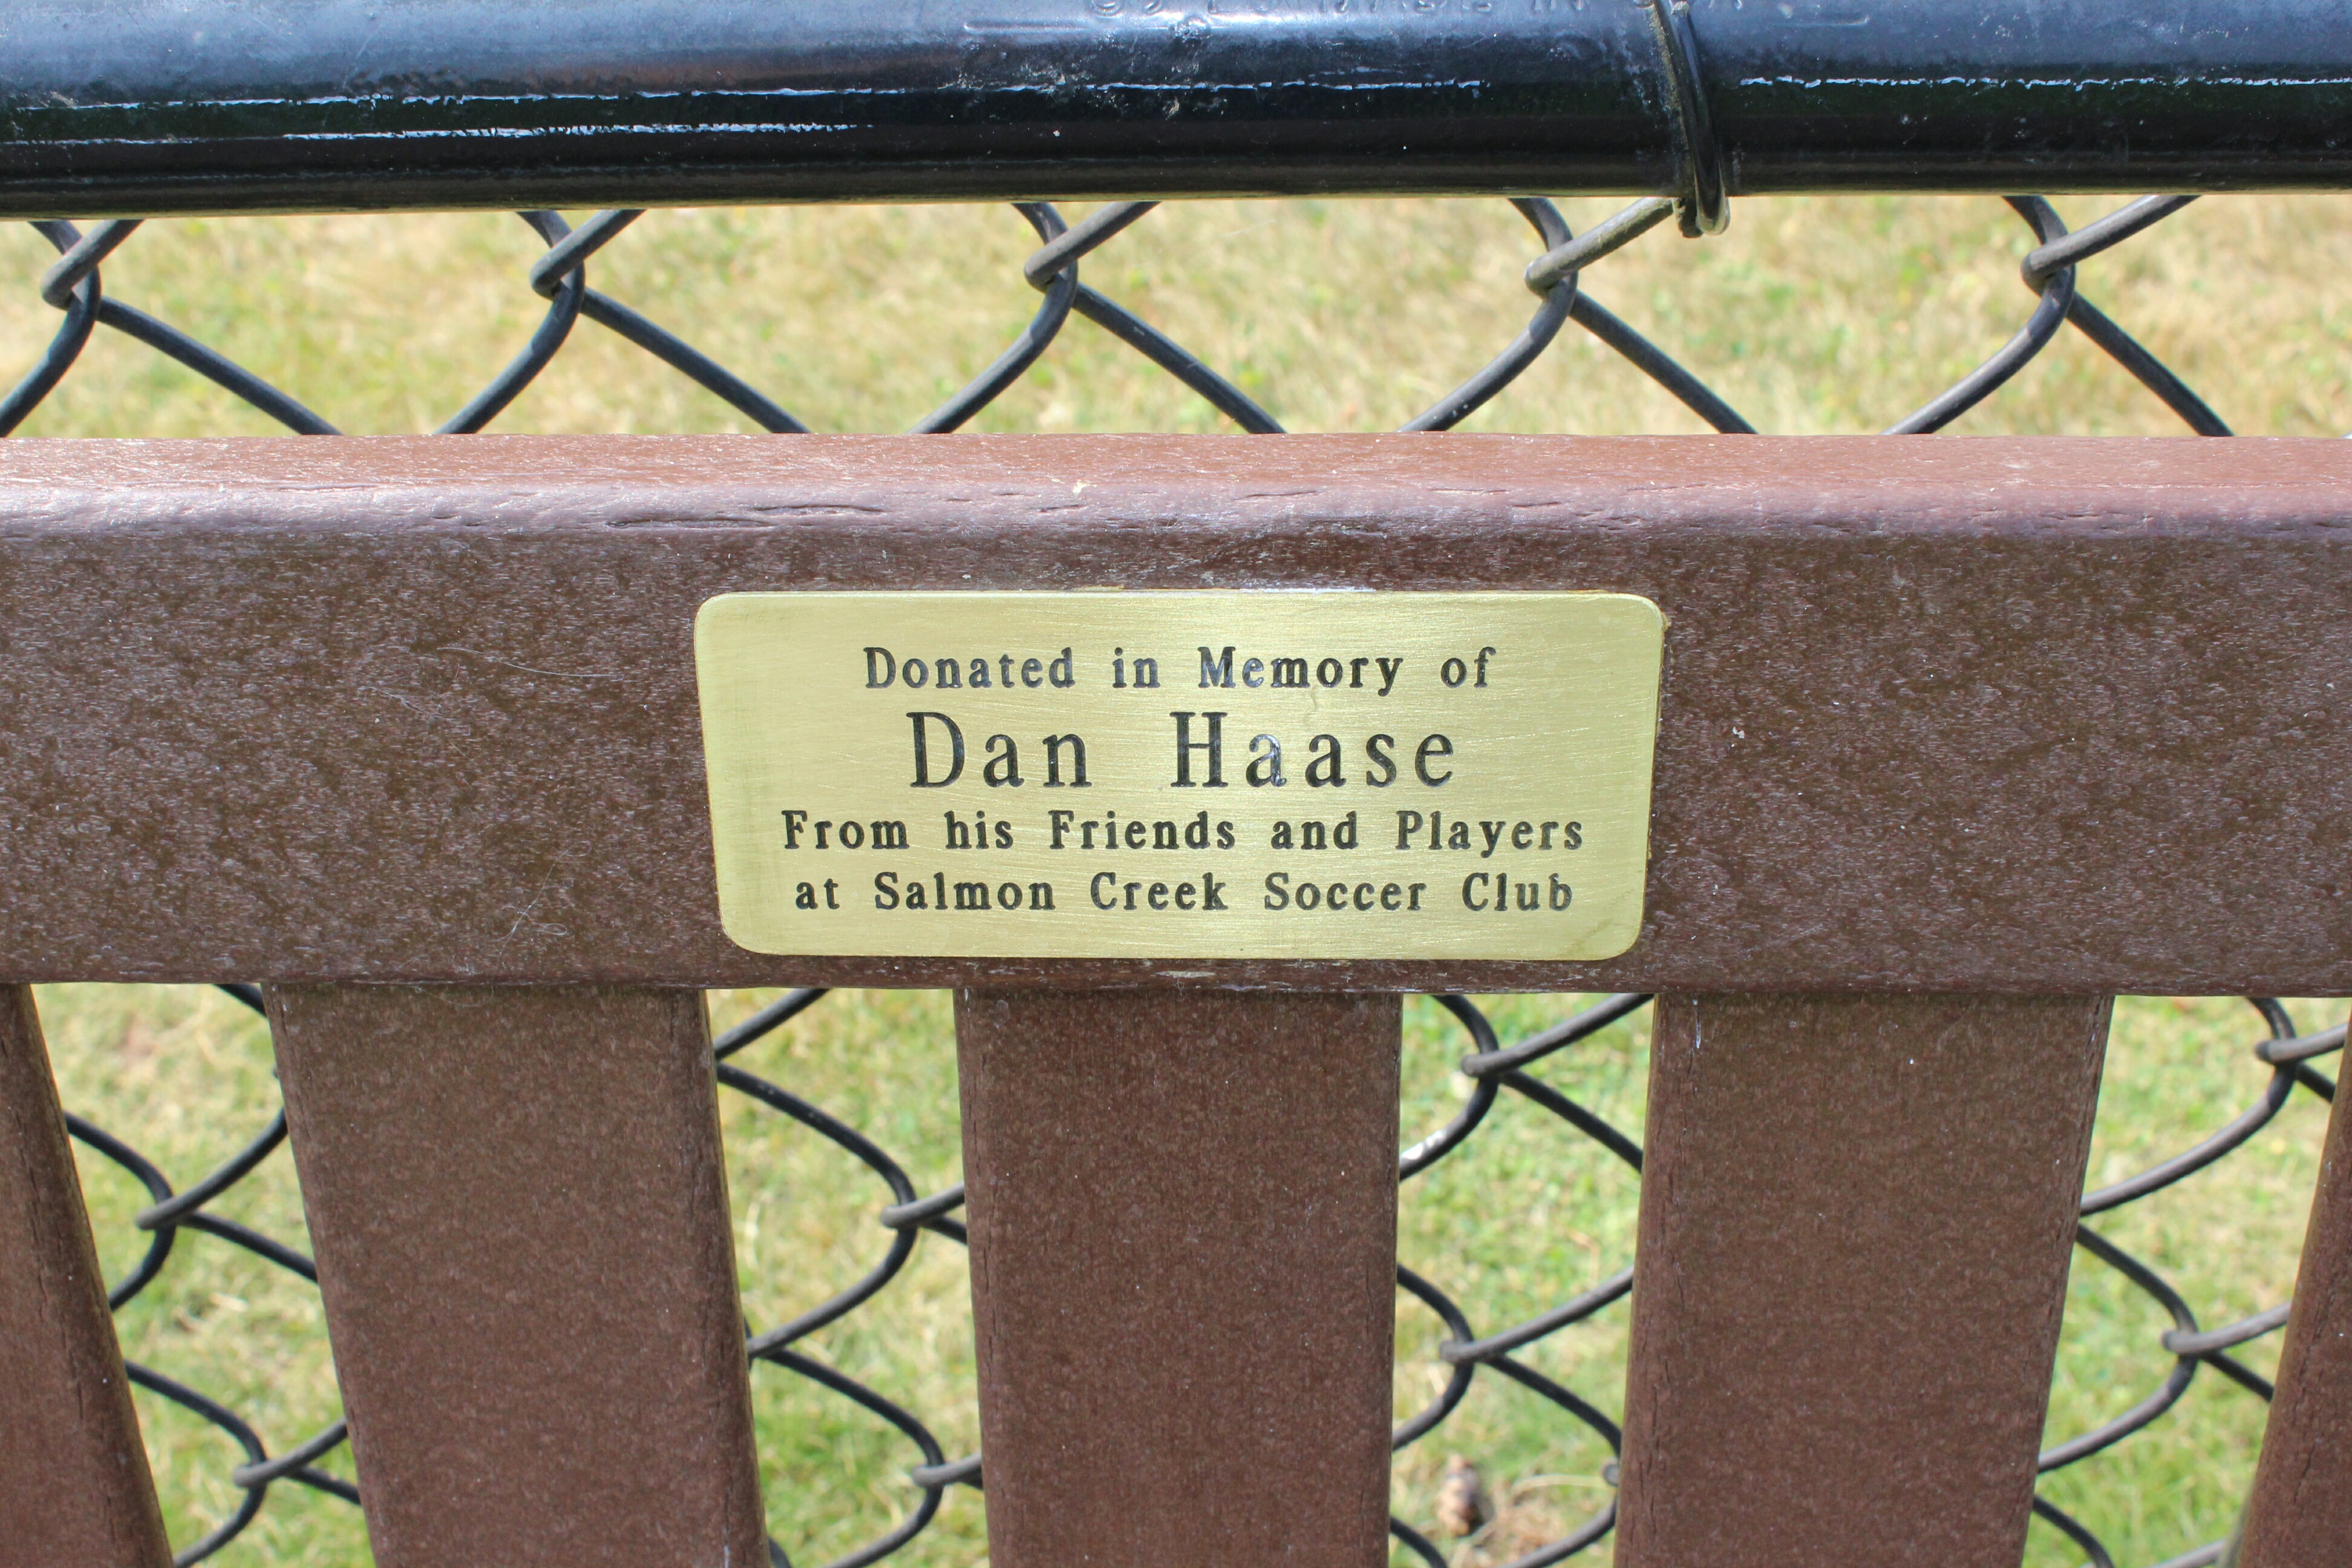 Donated in Memory of
Dan Haase
From his Friends and Players
at Salmon Creek Soccer Club